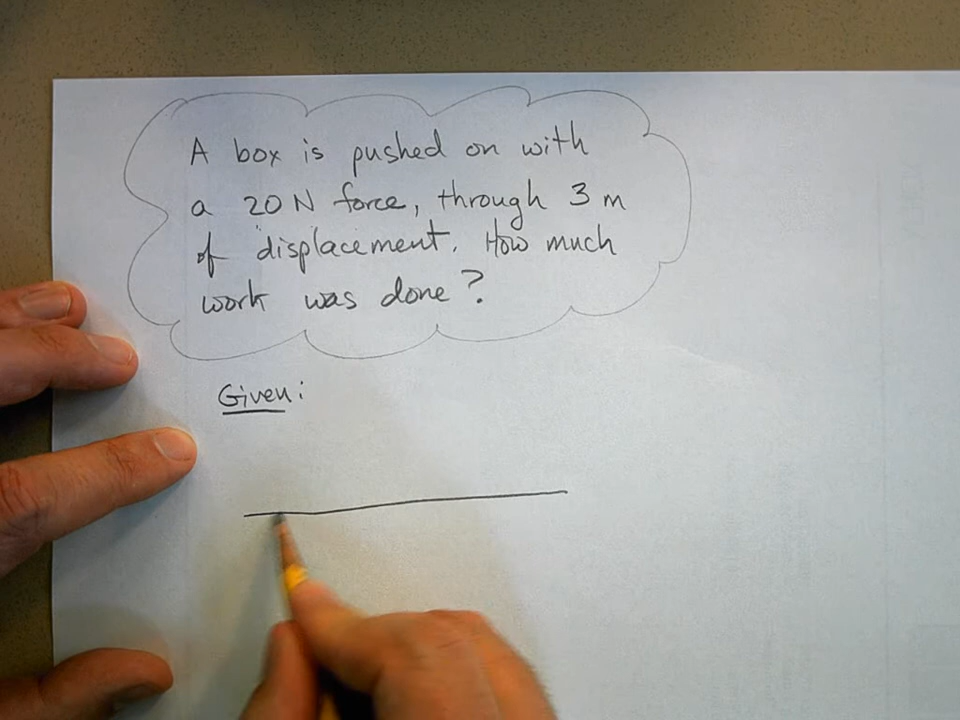 A box is pushed on with
a 20 N force, through 3 m
of displacement. How much
work was done?
Given: